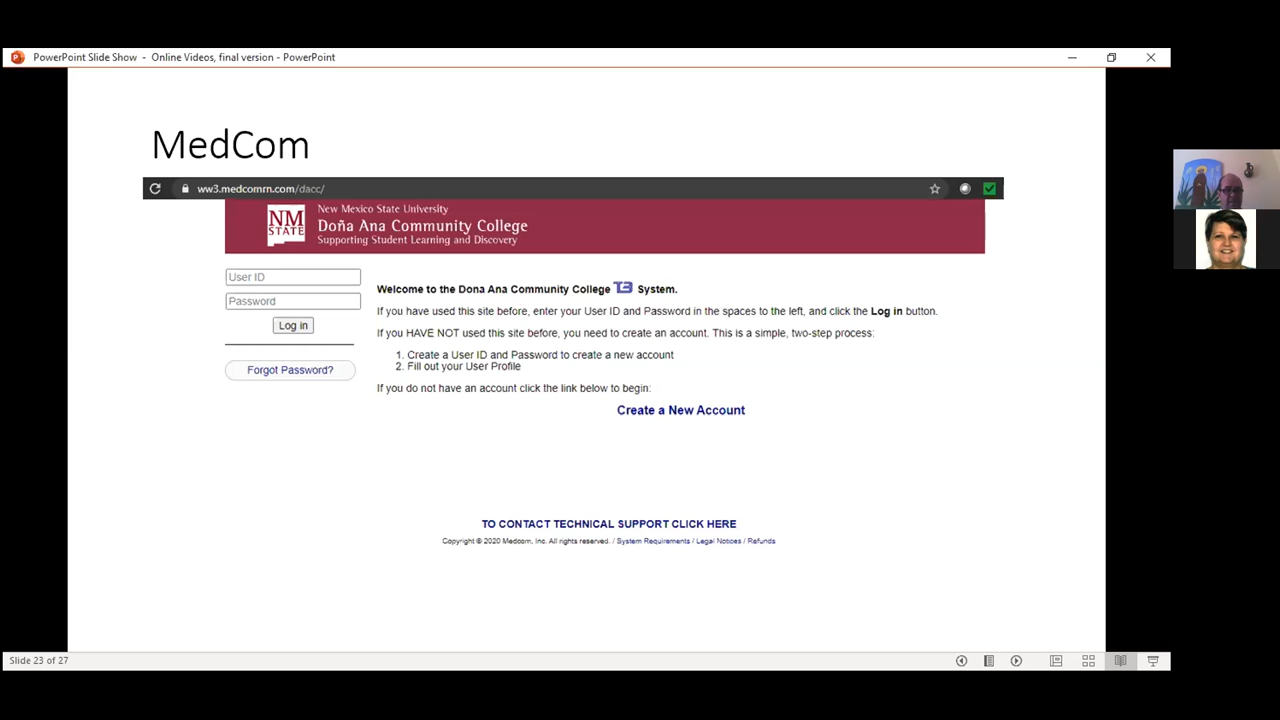 PowerPoint Slide Show - Online Videos, final version - PowerPoint
MedCom
ww3.medcomrn.com/dacc/
NM
STATE
New Mexico State University
Doña Ana Community College
Supporting Student Learning and Discovery
User ID
Password
Log in
Forgot Password?
Welcome to the Dona Ana Community College T3 System.
If you have used this site before, enter your User ID and Password in the spaces to the left, and click the Log in button.
If you HAVE NOT used this site before, you need to create an account. This is a simple, two-step process:
1. Create a User ID and Password to create a new account
2. Fill out your User Profile
If you do not have an account click the link below to begin:
Create a New Account
TO CONTACT TECHNICAL SUPPORT CLICK HERE
Copyright © 2020 Medcom, Inc. All rights reserved. / System Requirements / Legal Notices / Refunds
Slide 23 of 27